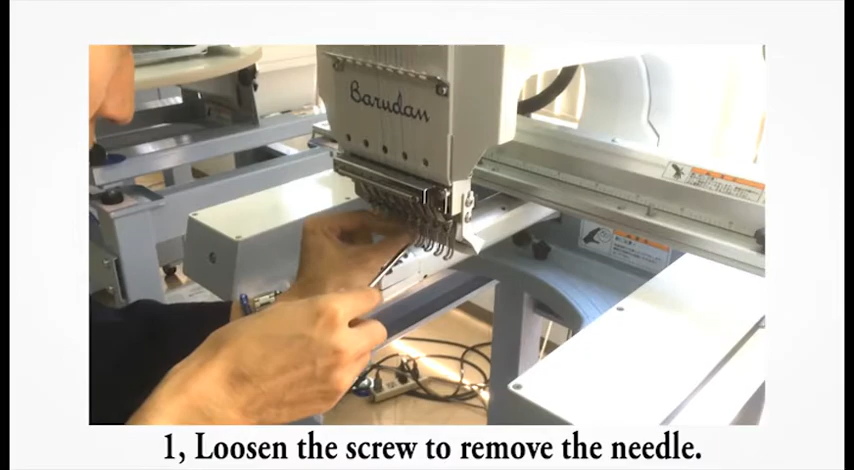 Barudan
1, Loosen the screw to remove the needle.